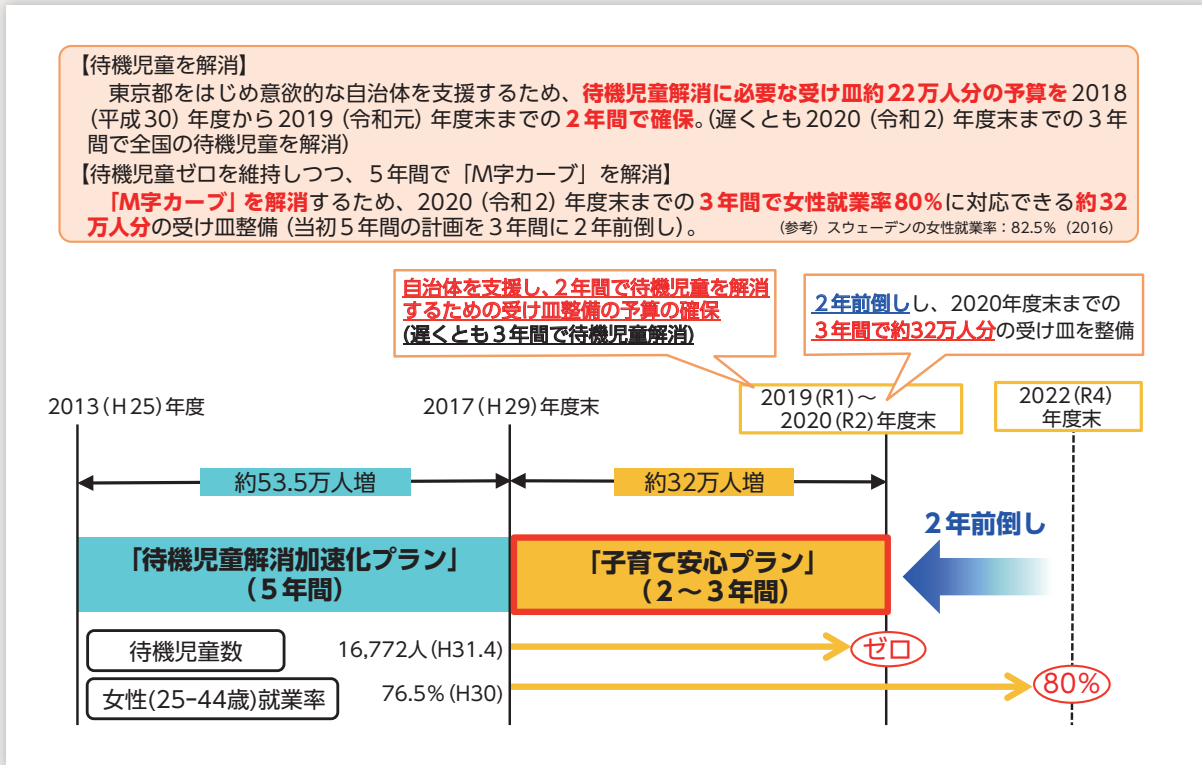 【待機児童を解消】
東京都をはじめ意欲的な自治体を支援するため、待機児童解消に必要な受け皿約22万人分の予算を2018
(平成30)年度から2019(令和元)年度末までの2年間で確保。(遅くとも2020(令和2)年度末までの3年
間で全国の待機児童を解消)
【待機児童ゼロを維持しつつ、5年間で「M字カーブ」を解消】
「M字カーブ」を解消するため、2020(令和2)年度末までの3年間で女性就業率80%に対応できる約32
万人分の受け皿整備(当初5年間の計画を3年間に2年前倒し)。
(参考)スウェーデンの女性就業率:82.5%(2016)
自治体を支援し、2年間で待機児童を解消
するための受け皿整備の予算の確保
(遅くとも3年間で待機児童解消)
2年前倒しし、2020年度末までの
3年間で約32万人分の受け皿を整備
2013(H25)年度
2017(H29)年度末
2019(R1)~
2020(R2)年度末
2022(R4)
年度末
約53.5万人増
約32万人増
2年前倒し
「待機児童解消加速化プラン」
(5年間)
「子育て安心プラン」
(2~3年間)
待機児童数
16,772人(H31.4)
ゼロ
女性(25-44歳)就業率
76.5%(H30)
80%